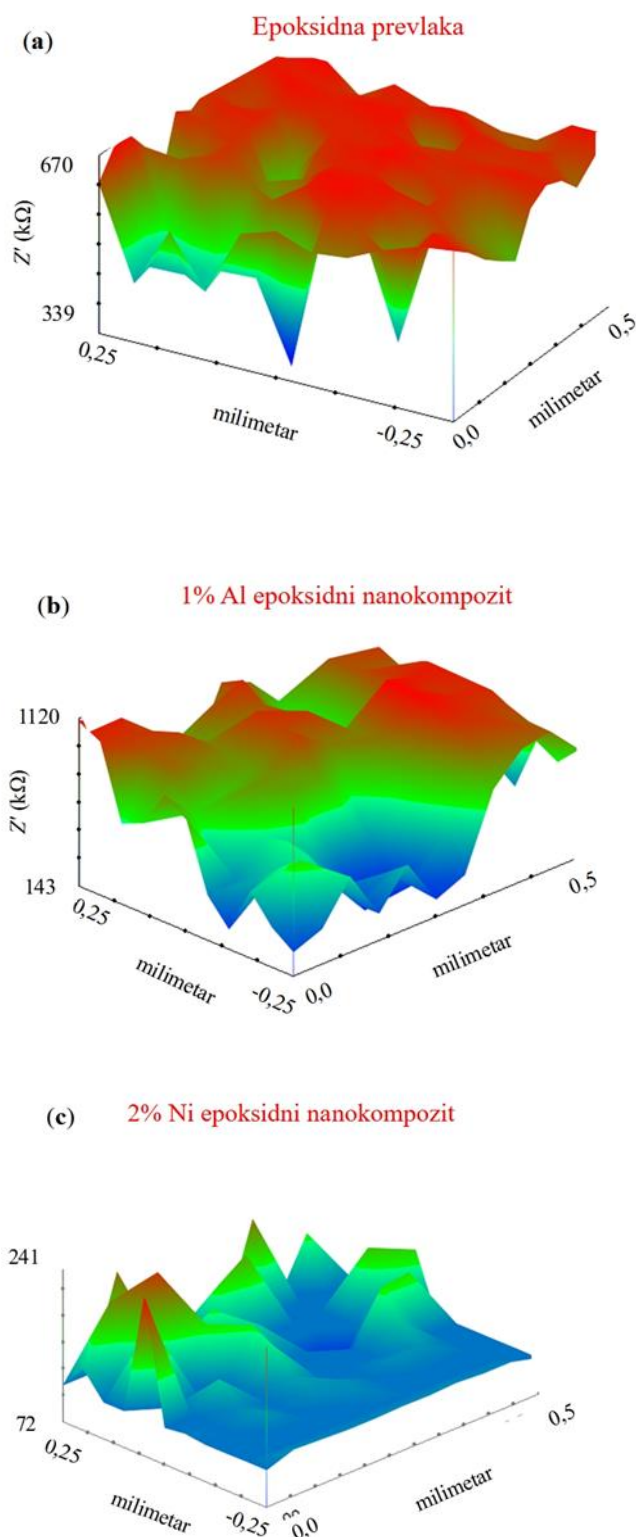 (a)
Epoksidna prevlaka
670
Z' (kΩ)
339
0,25
milimetar
-0,25
0,0
milimetar
0,5
(b)
1% Al epoksidni nanokompozit
1120
Z' (kΩ)
143
0,25
milimetar
-0,25
0,0
milimetar
0,5
(c)
2% Ni epoksidni nanokompozit
241
72
0,25
milimetar
-0,25
0,0
milimetar
0,5